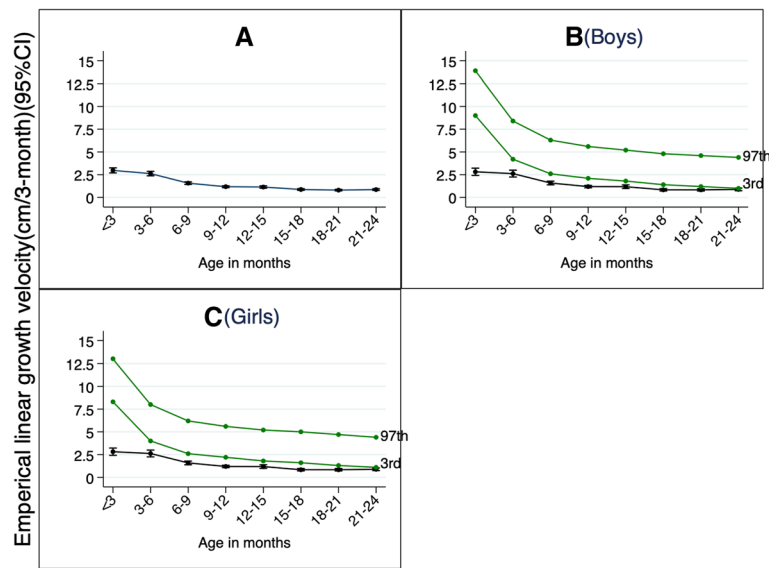 Emperical linear growth velocity(cm/3-month)(95%CI)
A
15
12.5
10
7.5
5
2.5
0
<3 3-6 6-9 9-12 12-15 15-18 18-21 21-24
Age in months
B(Boys)
15
12.5
10
7.5
5
2.5
0
97th
3rd
<3 3-6 6-9 9-12 12-15 15-18 18-21 21-24
Age in months
C(Girls)
15
12.5
10
7.5
5
2.5
0
97th
3rd
<3 3-6 6-9 9-12 12-15 15-18 18-21 21-24
Age in months